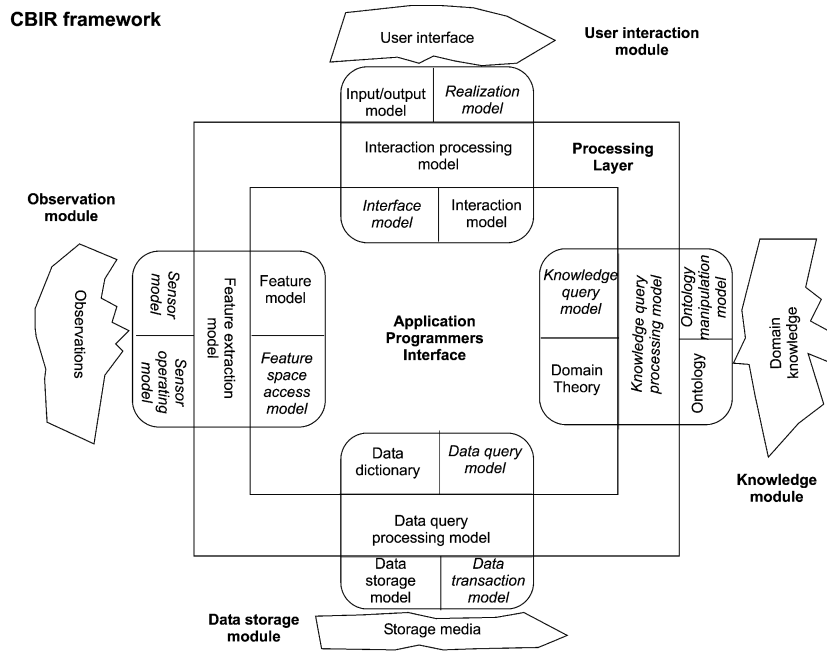 CBIR framework
User interface
User interaction
module
Input/output
model
Realization
model
Interaction processing
model
Processing
Layer
Interface
model
Interaction
model
Observation
module
Observations
Sensor
model
Sensor
operating
model
Feature extraction
model
Feature
model
Feature
space
access
model
Application
Programmers
Interface
Knowledge
query
model
Domain
Theory
Knowledge query
processing model
Ontology
manipulation
model
Ontology
Domain
knowledge
Knowledge
module
Data
dictionary
Data query
model
Data query
processing model
Data
storage
model
Data
transaction
model
Data storage
module
Storage media